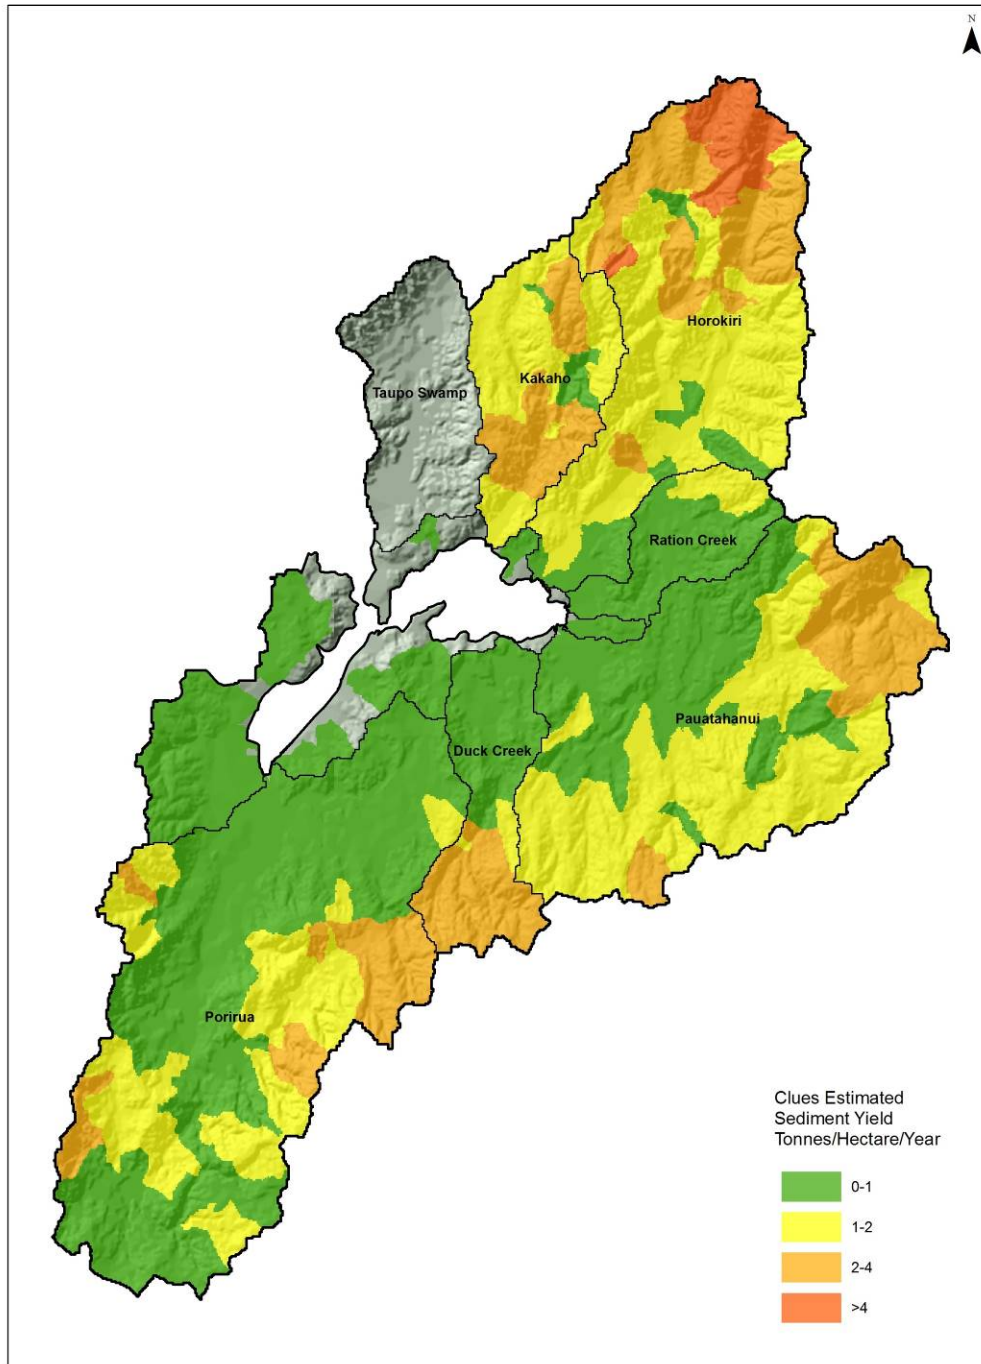 N
Horokiri
Kakaho
Taupo Swamp
Ration Creek
Pauatahanui
Duck Creek
Porirua
Clues Estimated
Sediment Yield
Tonnes/Hectare/Year
0-1
1-2
2-4
>4